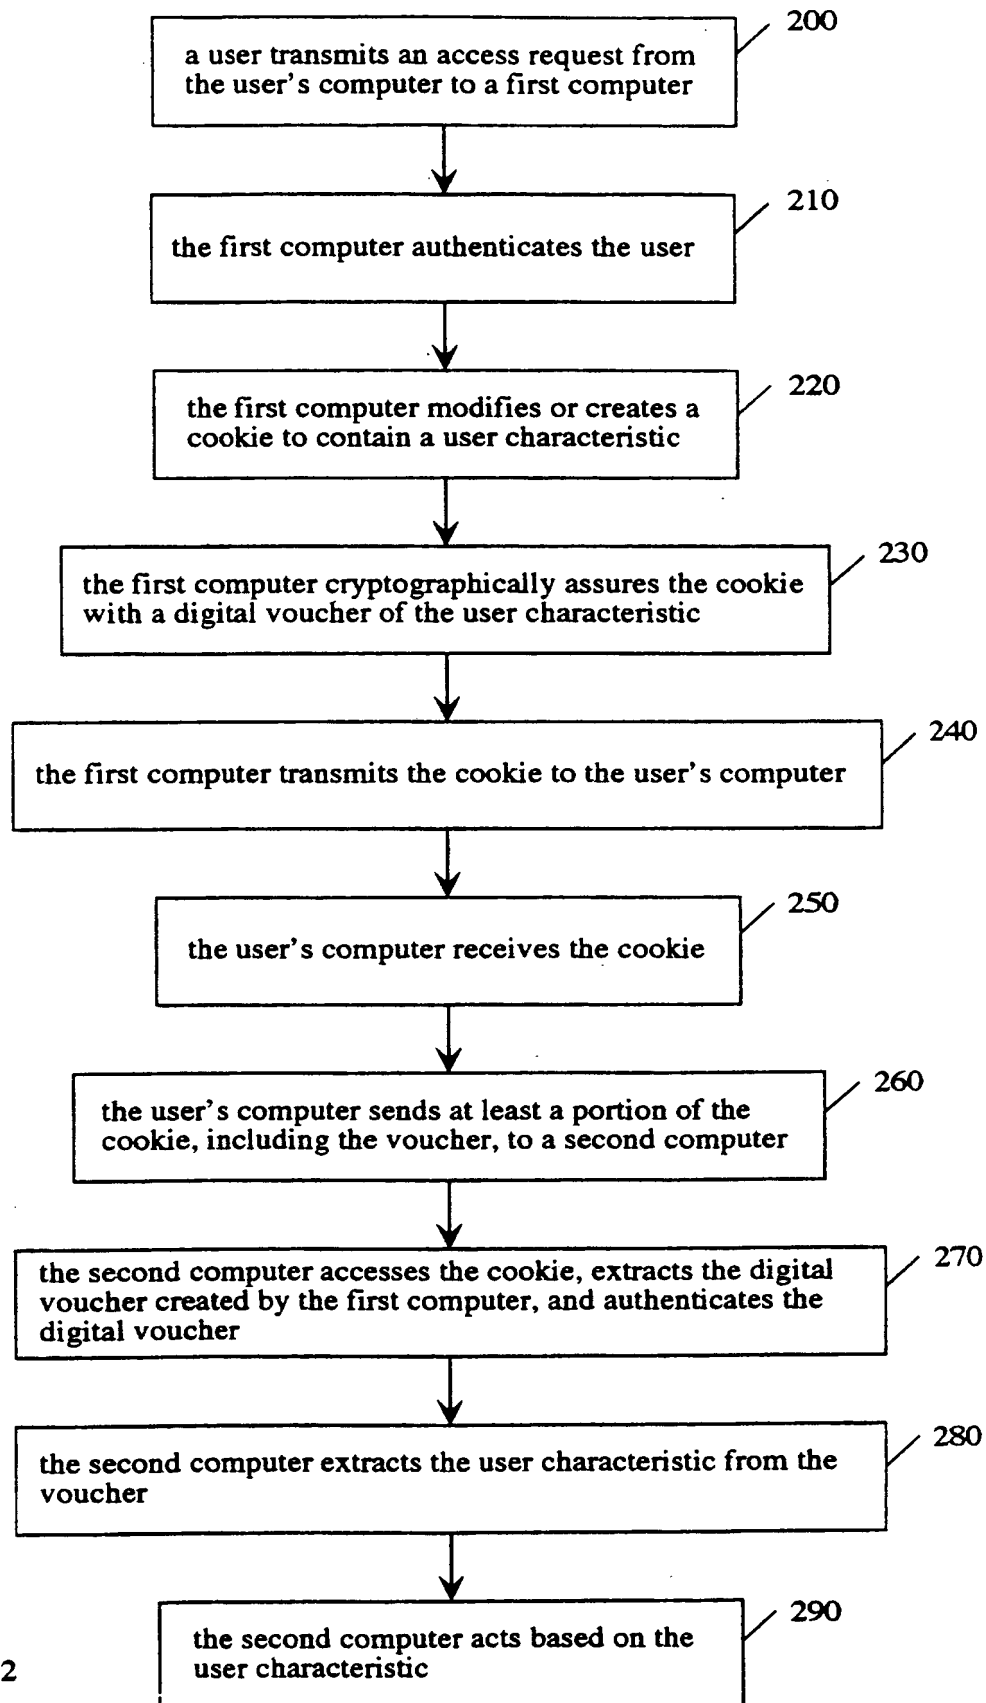 200
a user transmits an access request from
the user's computer to a first computer
210
the first computer authenticates the user
220
the first computer modifies or creates a
cookie to contain a user characteristic
230
the first computer cryptographically assures the cookie
with a digital voucher of the user characteristic
240
the first computer transmits the cookie to the user's computer
250
the user's computer receives the cookie
260
the user's computer sends at least a portion of the
cookie, including the voucher, to a second computer
270
the second computer accesses the cookie, extracts the digital
voucher created by the first computer, and authenticates the
digital voucher
280
the second computer extracts the user characteristic from the
voucher
290
the second computer acts based on the
user characteristic
2